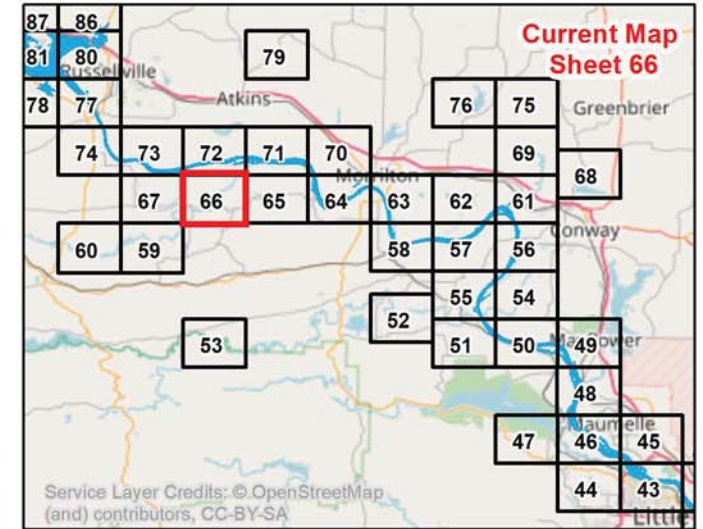 87 86
Current Map
Sheet 66
81 80 79
Russellville
78 77 Atkins 76 75 Greenbrier
74 73 72 71 70 69
68
Morrilton
67 66 65 64 63 62 61
Conway
60 59 58 57 56
55 54
52
53 51 50 49
48
Maumelle
47 46 45
Service Layer Credits: © OpenStreetMap
(and) contributors, CC-BY-SA
44 43
Little